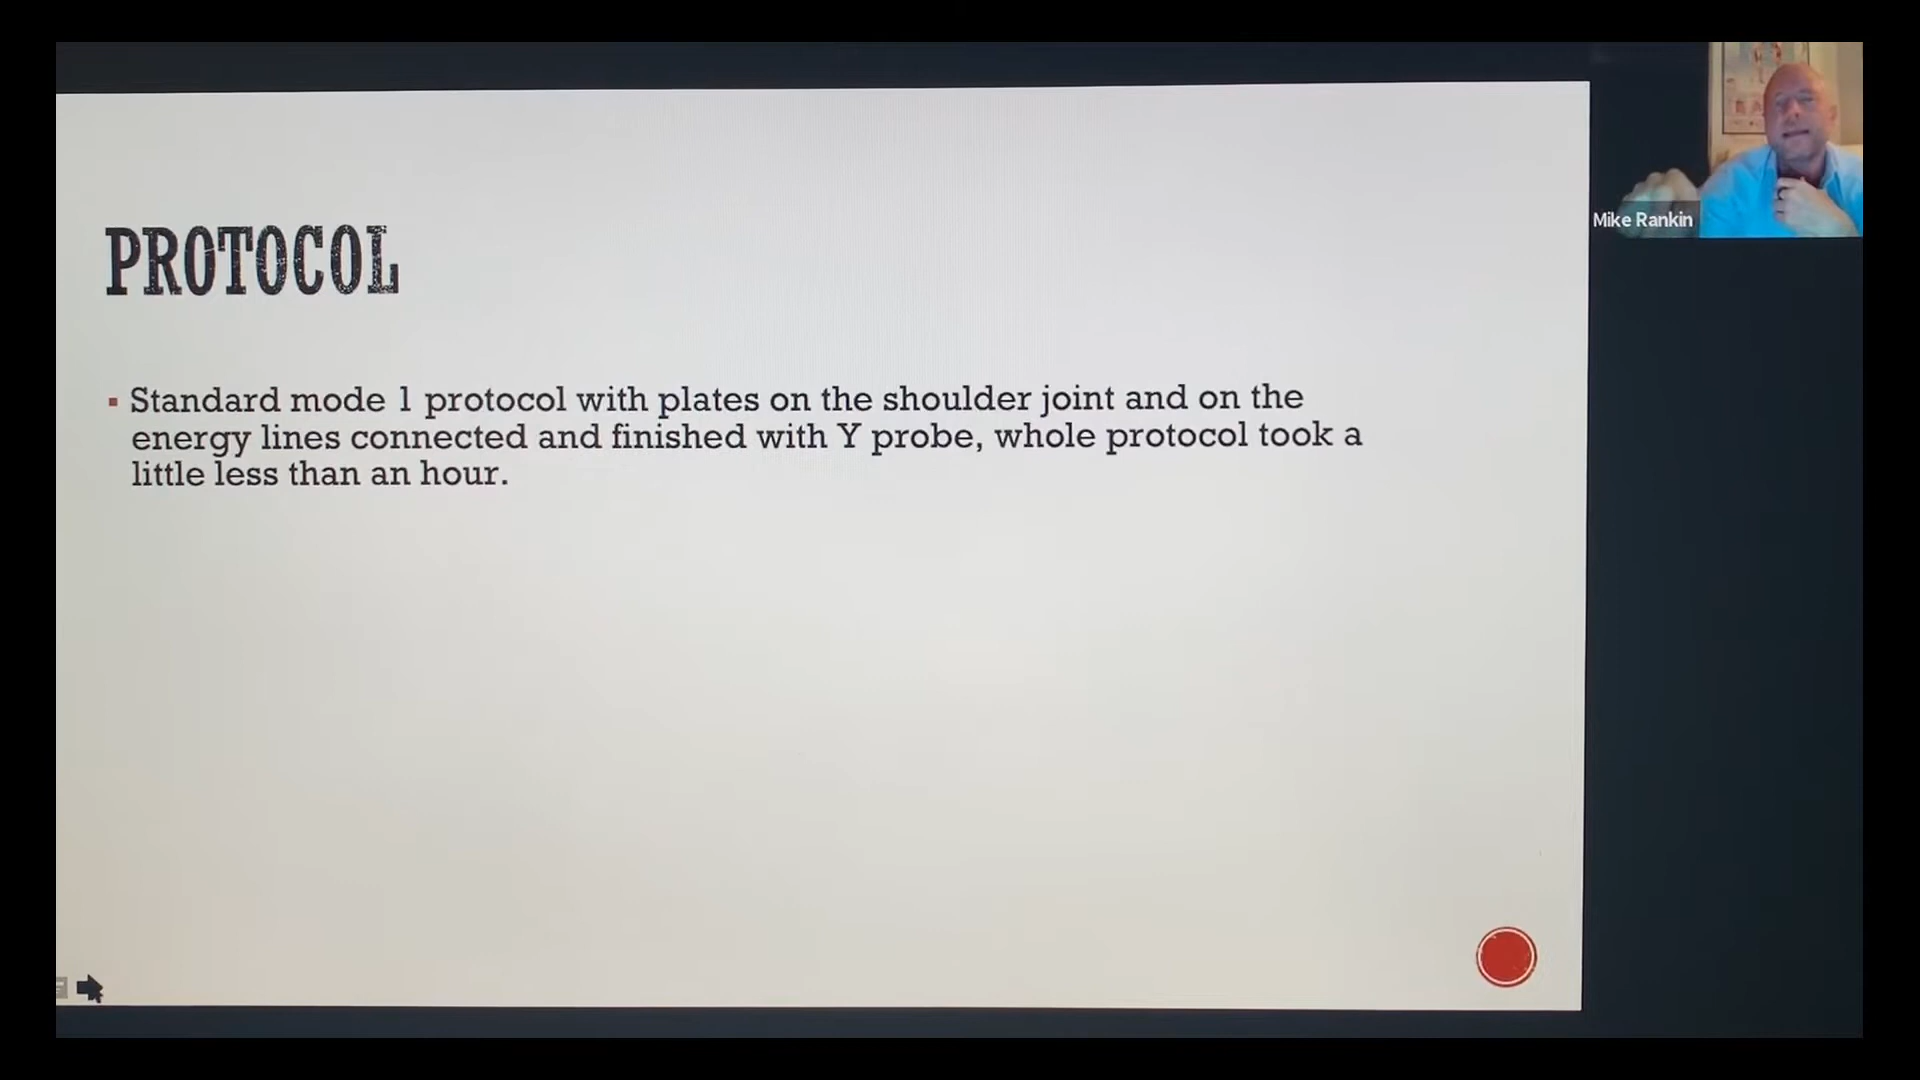 PROTOCOL
Standard mode 1 protocol with plates on the shoulder joint and on the
energy lines connected and finished with Y probe, whole protocol took a
little less than an hour.
Mike Rankin